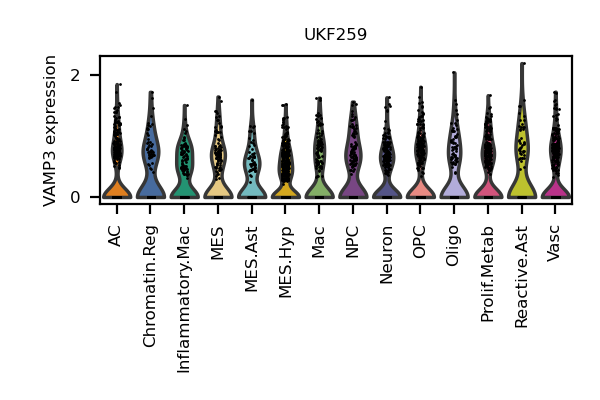 UKF259
VAMP3 expression
2
0
AC
Chromatin.Reg
Inflammatory.Mac
MES
MES.Ast
MES.Hyp
Mac
NPC
Neuron
OPC
Oligo
Prolif.Metab
Reactive.Ast
Vasc